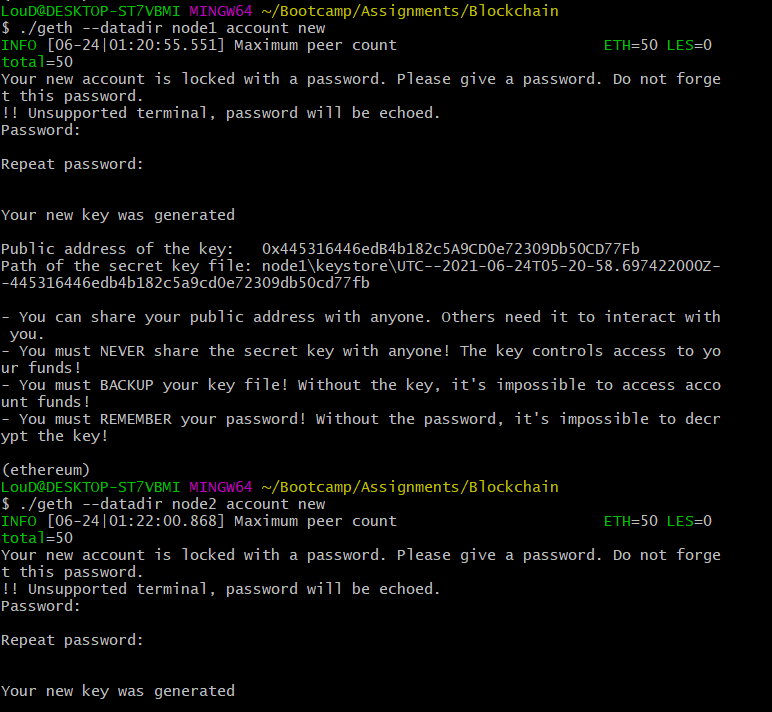 LouD@DESKTOP-ST7VBMI MINGW64 ~/Bootcamp/Assignments/Blockchain
$ ./geth --datadir node1 account new
INFO [06-24|01:20:55.551] Maximum peer count                       ETH=50 LES=0
total=50
Your new account is locked with a password. Please give a password. Do not forge
t this password.
!! Unsupported terminal, password will be echoed.
Password:
Repeat password:
Your new key was generated
Public address of the key:   0x445316446edB4b182c5A9CD0e72309Db50CD77Fb
Path of the secret key file: node1\keystore\UTC--2021-06-24T05-20-58.697422000Z-
-445316446edb4b182c5a9cd0e72309db50cd77fb
- You can share your public address with anyone. Others need it to interact with
 you.
- You must NEVER share the secret key with anyone! The key controls access to yo
ur funds!
- You must BACKUP your key file! Without the key, it's impossible to access acco
unt funds!
- You must REMEMBER your password! Without the password, it's impossible to decr
ypt the key!
(ethereum)
LouD@DESKTOP-ST7VBMI MINGW64 ~/Bootcamp/Assignments/Blockchain
$ ./geth --datadir node2 account new
INFO [06-24|01:22:00.868] Maximum peer count                       ETH=50 LES=0
total=50
Your new account is locked with a password. Please give a password. Do not forge
t this password.
!! Unsupported terminal, password will be echoed.
Password:
Repeat password:
Your new key was generated